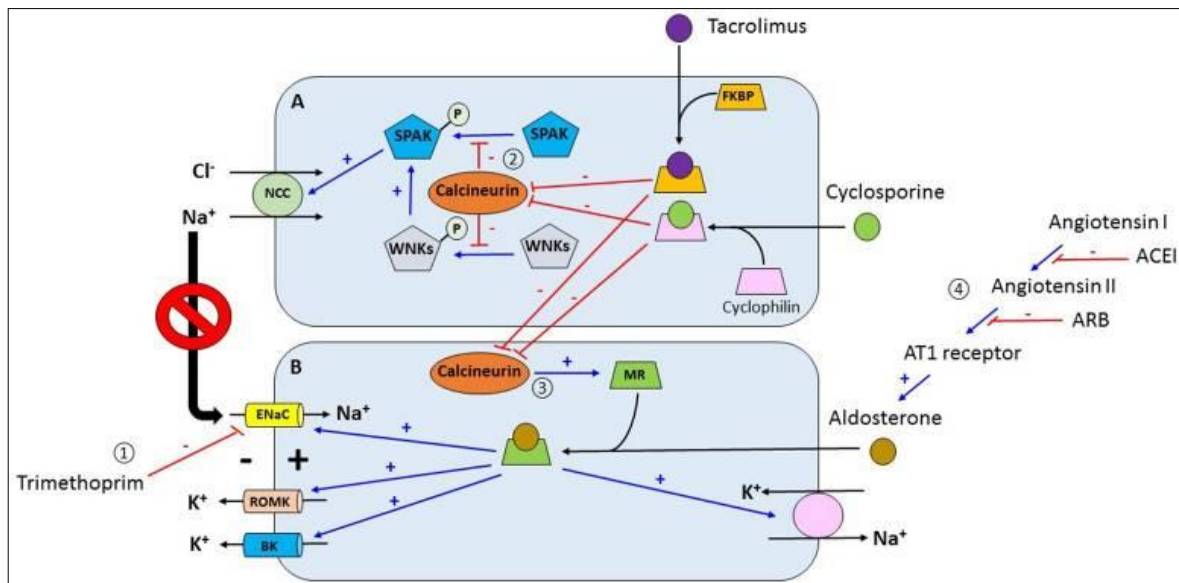 Tacrolimus
A
P
FKBP
SPAK
SPAK
+
-
②
-
Cl⁻
NCC
Calcineurin
+
-
Cyclosporine
Na⁺
-
P
WNKs
WNKs
Angiotensin I
-
ACEI
Cyclophilin
④
Angiotensin II
-
-
-
ARB
AT1 receptor
B
Calcineurin
+
③
MR
+
Aldosterone
ENaC
Na⁺
+
①
-
-
+
Trimethoprim
+
+
K⁺
K⁺
ROMK
+
K⁺
BK
Na⁺